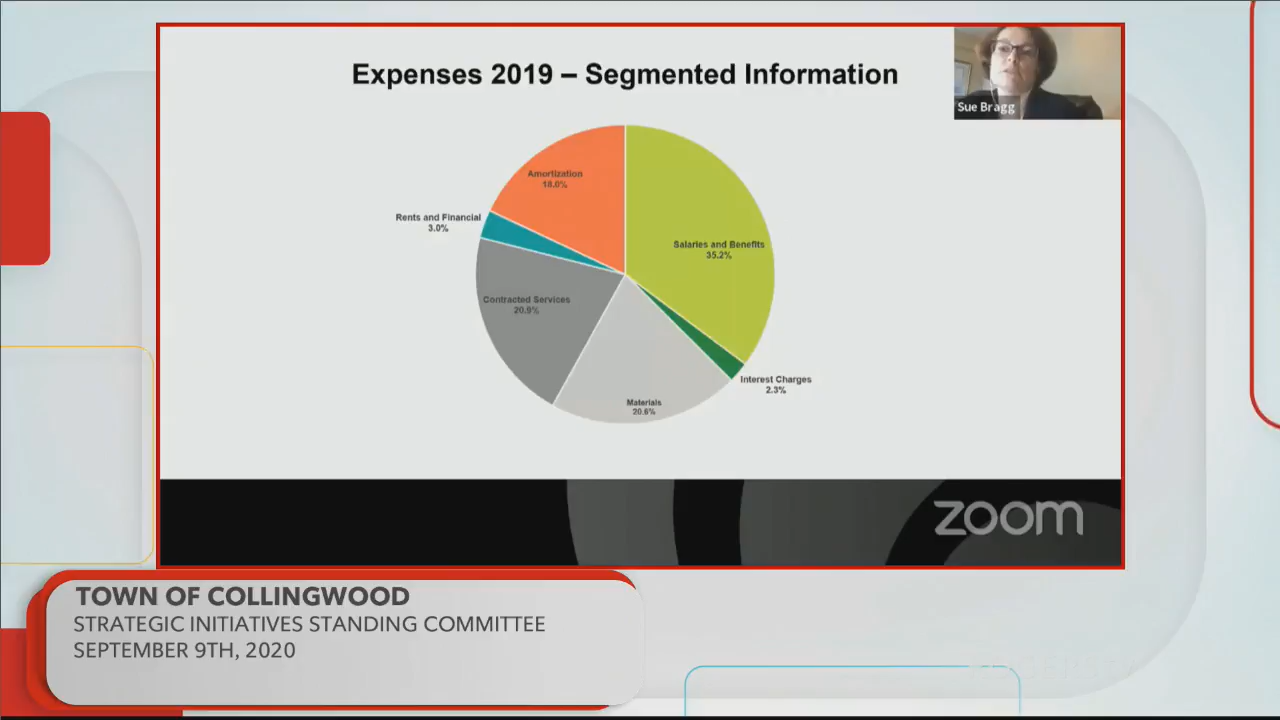 Expenses 2019 – Segmented Information
Sue Bragg
Amortization
18.0%
Rents and Financial
3.0%
Salaries and Benefits
35.2%
Contracted Services
20.9%
Interest Charges
2.3%
Materials
20.6%
zoom
TOWN OF COLLINGWOOD
STRATEGIC INITIATIVES STANDING COMMITTEE
SEPTEMBER 9TH, 2020